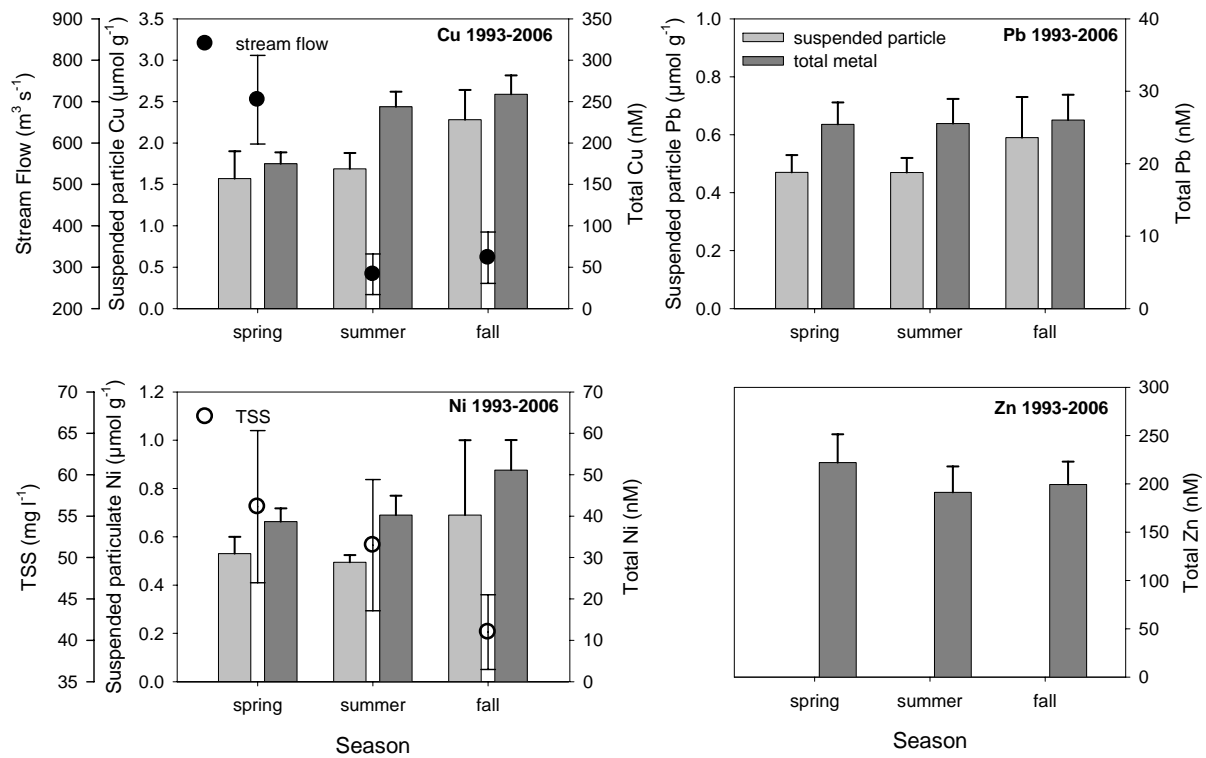 Stream Flow (m³ s⁻¹)
900
800
700
600
500
400
300
200
Suspended particle Cu (µmol g⁻¹)
3.5
3.0
2.5
2.0
1.5
1.0
0.5
0.0
stream flow
Cu 1993-2006
350
300
250
200
150
100
50
0
Total Cu (nM)
spring
summer
fall
Suspended particle Pb (µmol g⁻¹)
1.0
0.8
0.6
0.4
0.2
0.0
suspended particle
total metal
Pb 1993-2006
40
30
20
10
0
Total Pb (nM)
spring
summer
fall
TSS (mg l⁻¹)
70
65
60
55
50
45
40
35
Suspended particulate Ni (µmol g⁻¹)
1.2
1.0
0.8
0.6
0.4
0.2
0.0
TSS
Ni 1993-2006
70
60
50
40
30
20
10
0
Total Ni (nM)
spring
summer
fall
Season
Zn 1993-2006
300
250
200
150
100
50
0
Total Zn (nM)
spring
summer
fall
Season